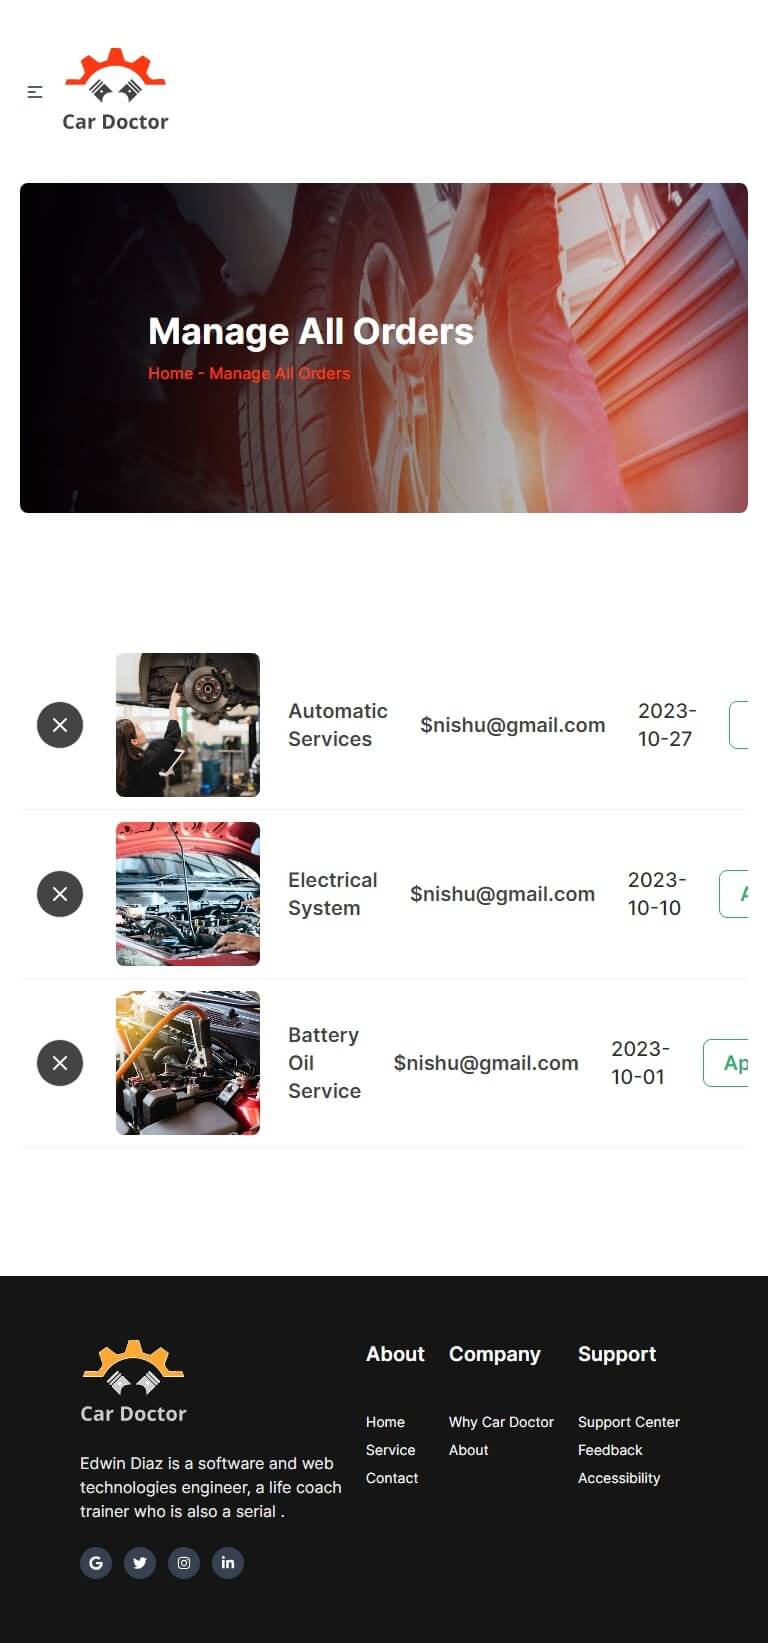 Car Doctor
Manage All Orders
Home - Manage All Orders
Automatic
Services
$nishu@gmail.com
2023-
10-27
Electrical
System
$nishu@gmail.com
2023-
10-10
Battery
Oil
Service
$nishu@gmail.com
2023-
10-01
Ap
Car Doctor
Edwin Diaz is a software and web
technologies engineer, a life coach
trainer who is also a serial .
About
Home
Service
Contact
Company
Why Car Doctor
About
Support
Support Center
Feedback
Accessibility